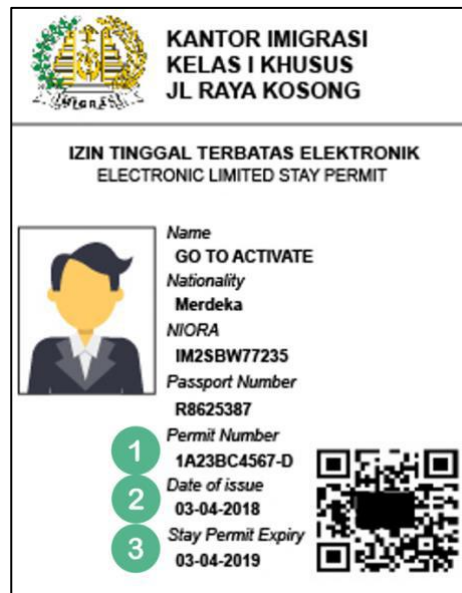 IMIGRASI
KANTOR IMIGRASI
KELAS I KHUSUS
JL RAYA KOSONG
IZIN TINGGAL TERBATAS ELEKTRONIK
ELECTRONIC LIMITED STAY PERMIT
Name
GO TO ACTIVATE
Nationality
Merdeka
NIORA
IM2SBW77235
Passport Number
R8625387
1 Permit Number
1A23BC4567-D
2 Date of issue
03-04-2018
3 Stay Permit Expiry
03-04-2019